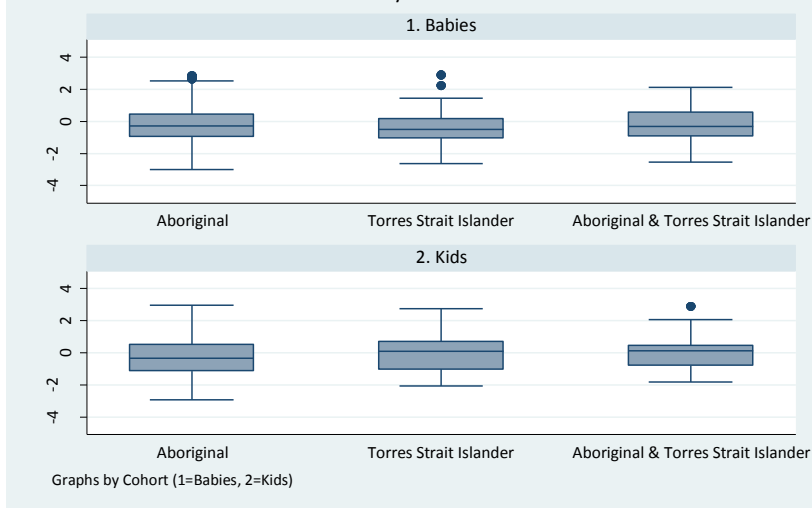 1. Babies
4
2
0
-2
-4
Aboriginal
Torres Strait Islander
Aboriginal & Torres Strait Islander
2. Kids
4
2
0
-2
-4
Aboriginal
Torres Strait Islander
Aboriginal & Torres Strait Islander
Graphs by Cohort (1=Babies, 2=Kids)